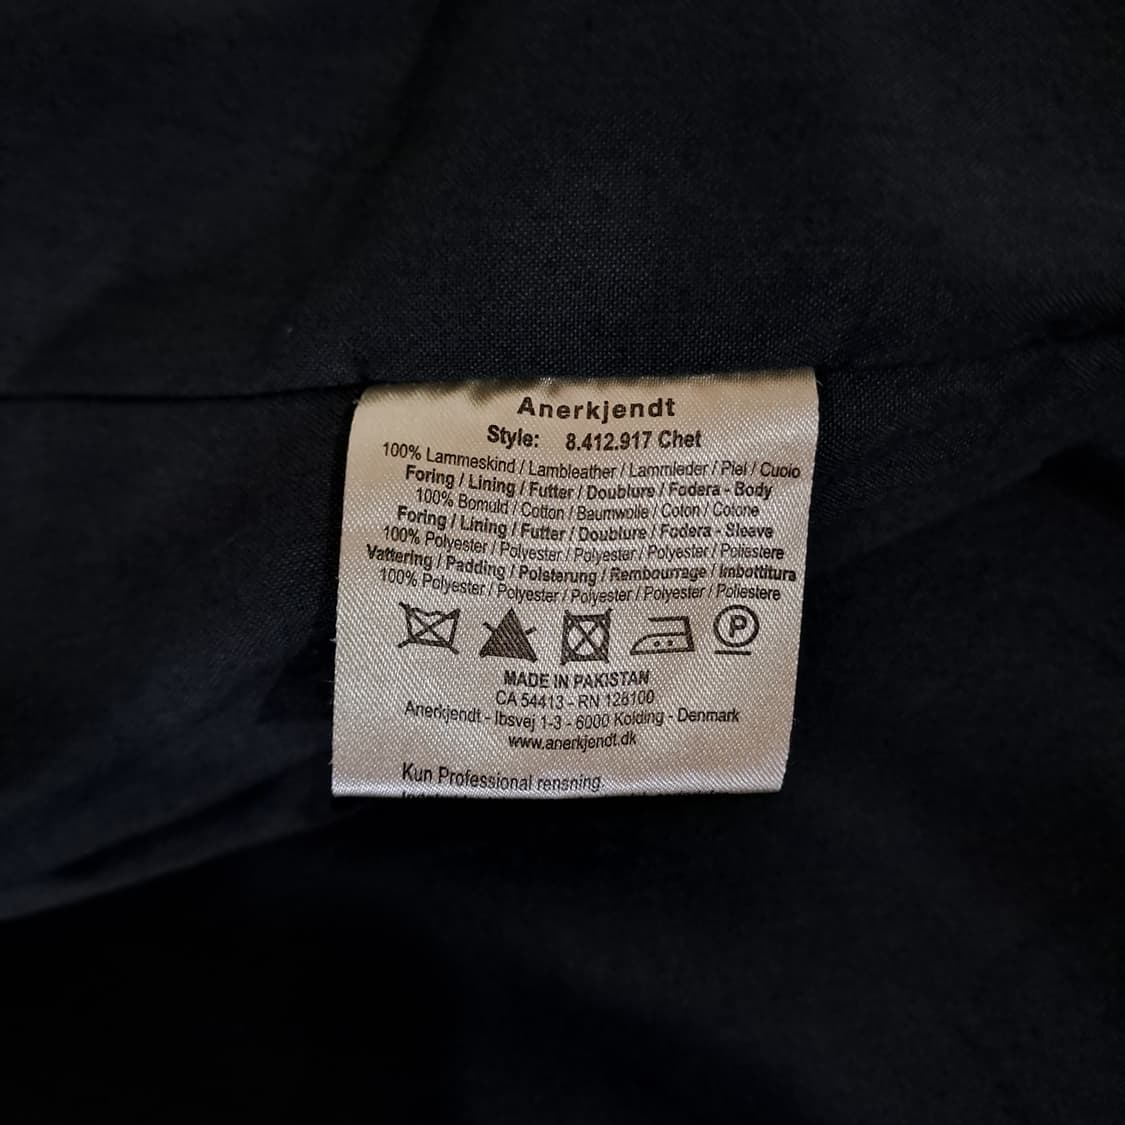 Anerkjendt
Style: 8.412.917 Chet
100% Lammeskind / Lambleather / Lammleder / Piel / Cuoio
Foring / Lining / Futter / Doublure / Fodera - Body
100% Bomuld / Cotton / Baumwolle / Coton / Cotone
Foring / Lining / Futter / Doublure / Fodera - Sleave
100% Polyester / Polyester / Polyester / Polyester / Poliestere
Vattering / Padding / Polsterung / Rembourrage / Imbottitura
100% Polyester / Polyester / Polyester / Polyester / Poliestere
P
MADE IN PAKISTAN
CA 54413 - RN 128100
Anerkjendt - Ibsvej 1-3 - 6000 Kolding - Denmark
www.anerkjendt.dk
Kun Professional rensning.